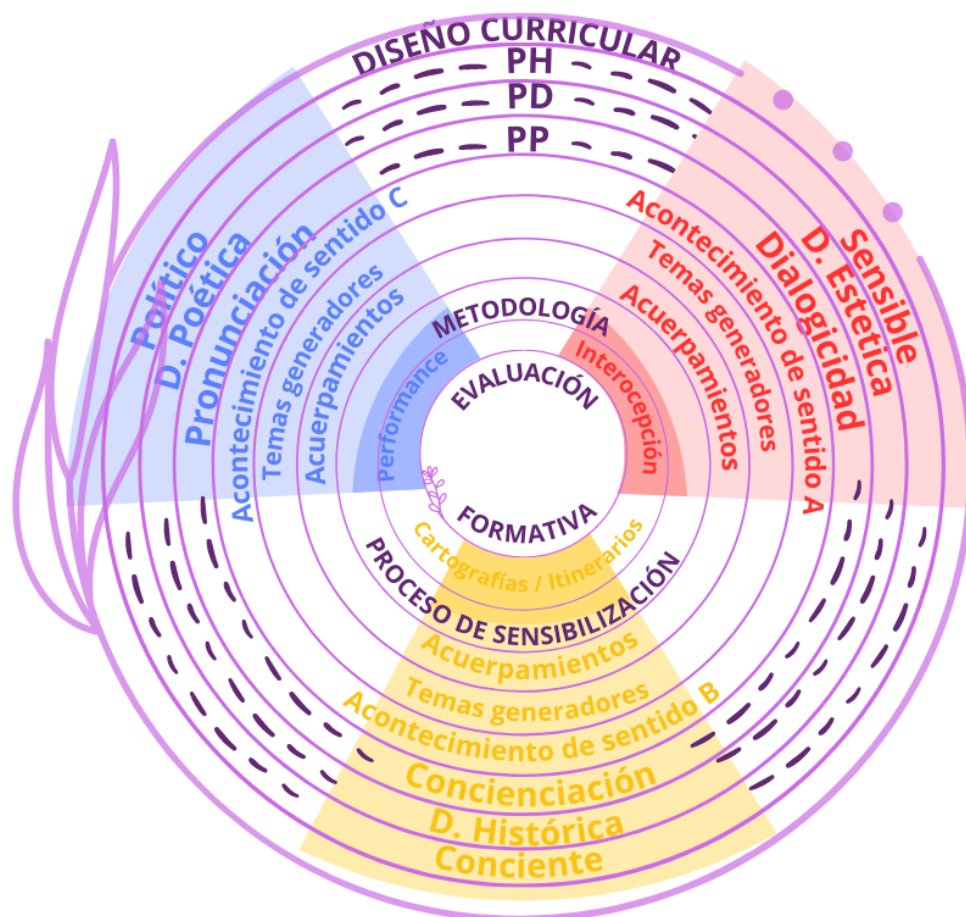 DISEÑO CURRICULAR
PH
PD
PP
Político
D. Poética
Pronunciación
Acontecimiento de sentido C
Temas generadores
Acuerpamientos
Performance
Sensible
D. Estetica
Dialogicidad
Acontecimiento de sentido A
Temas generadores
Acuerpamientos
Interocepción
METODOLOGÍA
EVALUACIÓN
FORMATIVA
Cartografías / Itinerarios
PROCESO DE SENSIBILIZACIÓN
Acuerpamientos
Temas generadores
Acontecimiento de sentido B
Concienciación
D. Histórica
Conciente